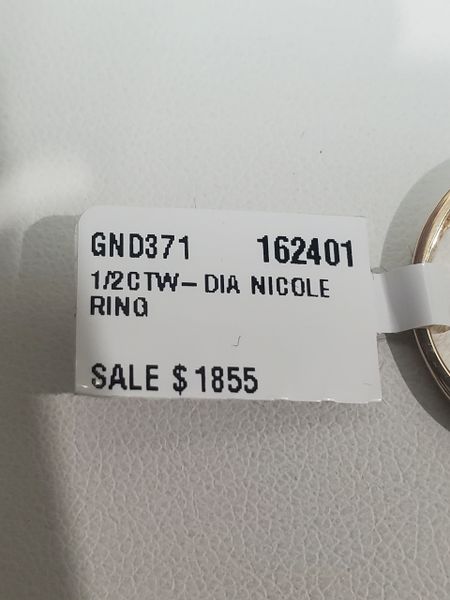 GND371 162401
1/2CTW-DIA NICOLE
RING
SALE $1855